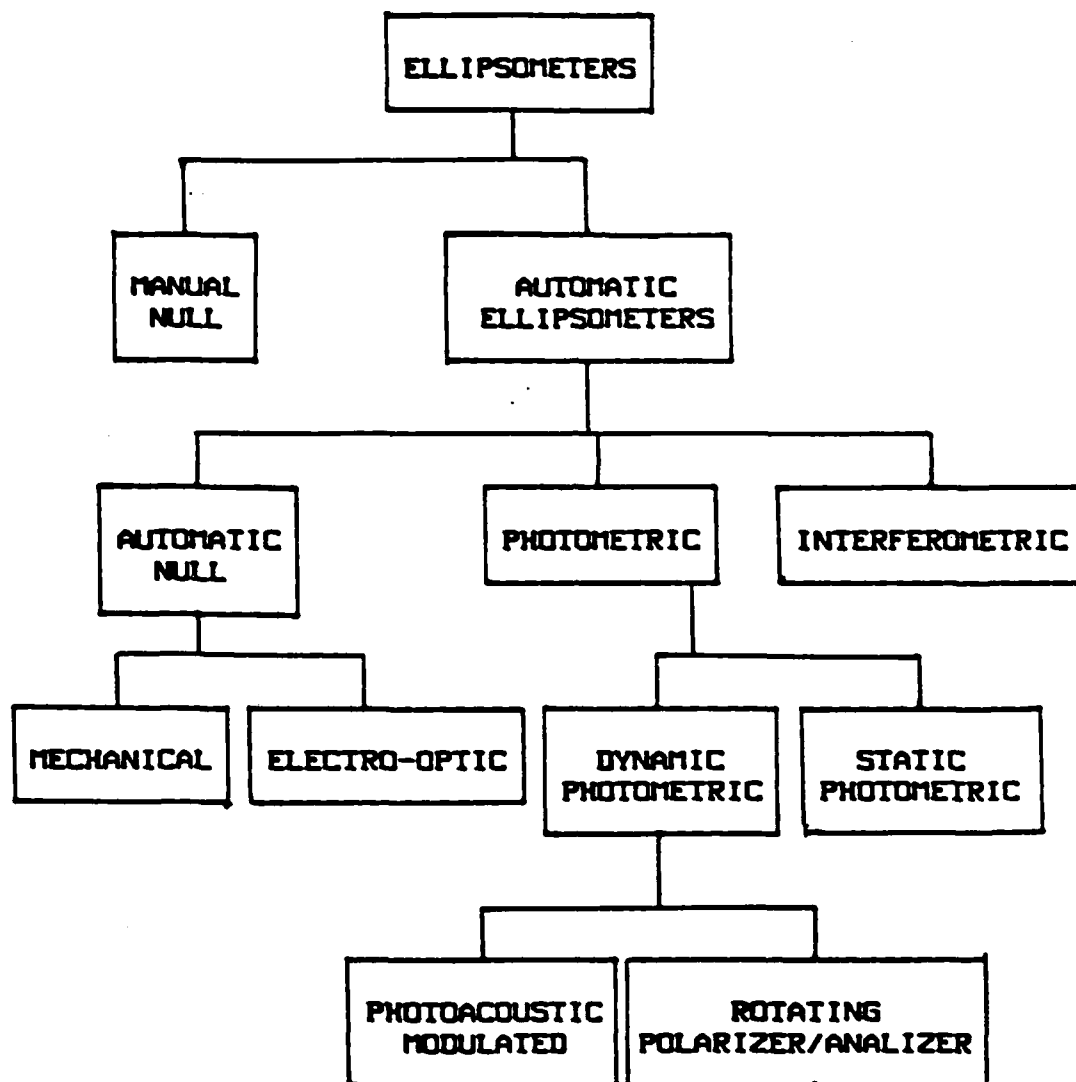 ELLIPSOMETERS
MANUAL
NULL
AUTOMATIC
ELLIPSOMETERS
AUTOMATIC
NULL
PHOTOMETRIC
INTERFEROMETRIC
MECHANICAL
ELECTRO-OPTIC
DYNAMIC
PHOTOMETRIC
STATIC
PHOTOMETRIC
PHOTOACOUSTIC
MODULATED
ROTATING
POLARIZER/ANALIZER